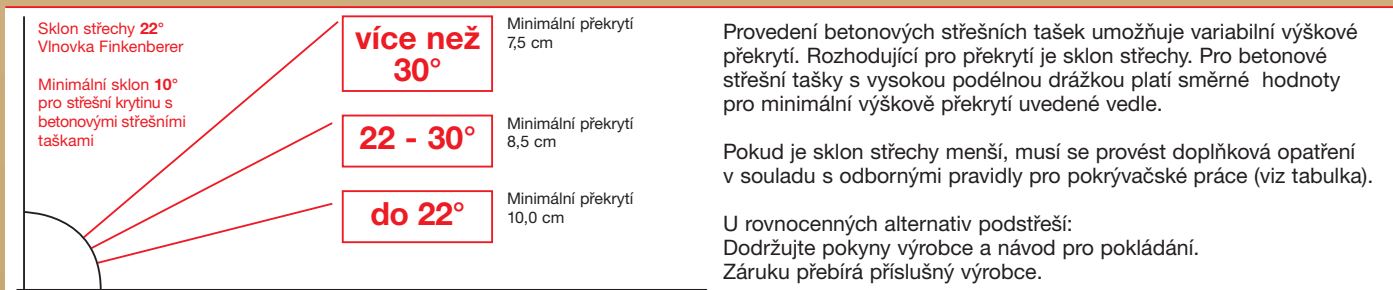 Sklon střechy 22°
Vlnovka Finkenberer
Minimální sklon 10°
pro střešní krytinu s
betonovými střešními
taškami
více než
30°
Minimální překrytí
7,5 cm
22 - 30°
Minimální překrytí
8,5 cm
do 22°
Minimální překrytí
10,0 cm
Provedení betonových střešních tašek umožňuje variabilní výškové
překrytí. Rozhodující pro překrytí je sklon střechy. Pro betonové
střešní tašky s vysokou podélnou drážkou platí směrné hodnoty
pro minimální výškově překrytí uvedené vedle.
Pokud je sklon střechy menší, musí se provést doplňková opatření
v souladu s odbornými pravidly pro pokrývačské práce (viz tabulka).
U rovnocenných alternativ podstřeší:
Dodržujte pokyny výrobce a návod pro pokládání.
Záruku přebírá příslušný výrobce.